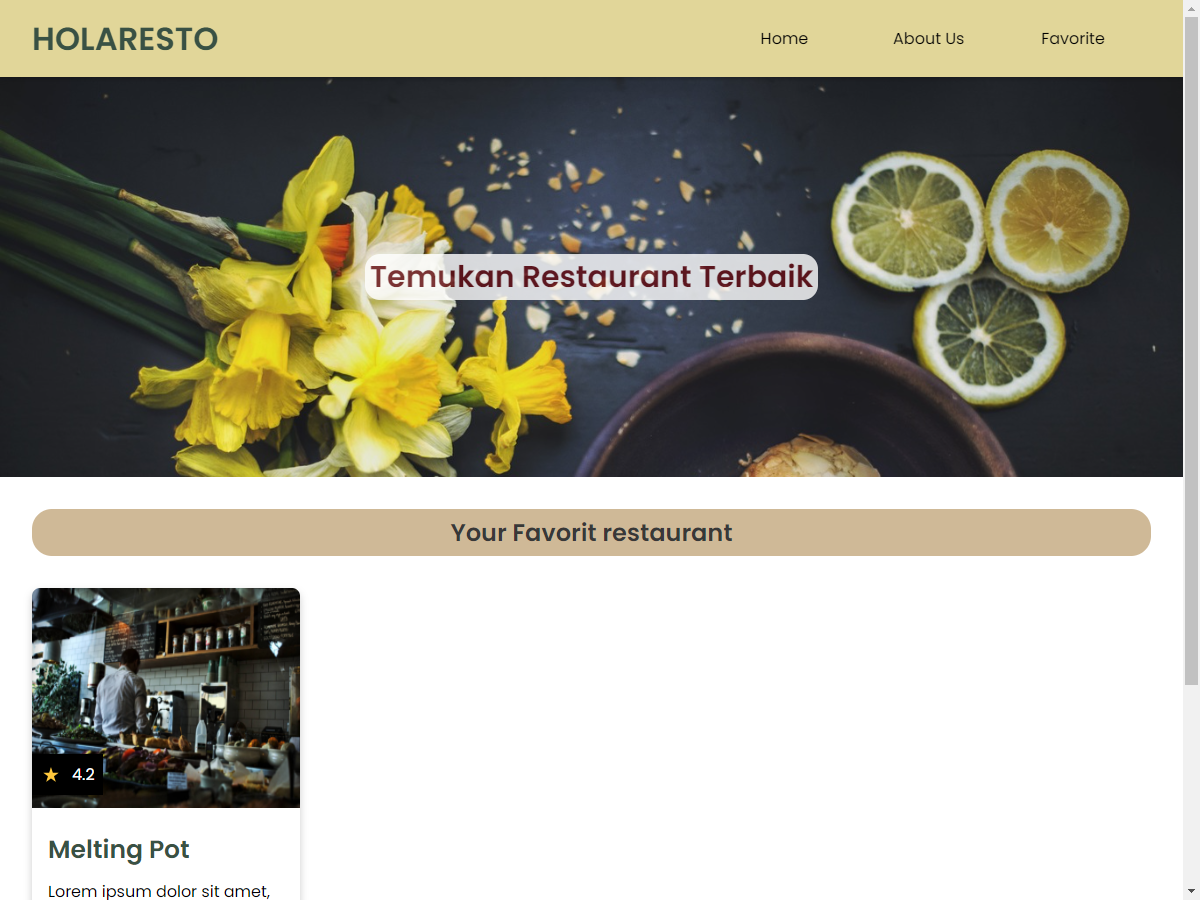 HOLARESTO
Home
About Us
Favorite
Temukan Restaurant Terbaik
Your Favorit restaurant
★ 4.2
Melting Pot
Lorem ipsum dolor sit amet,